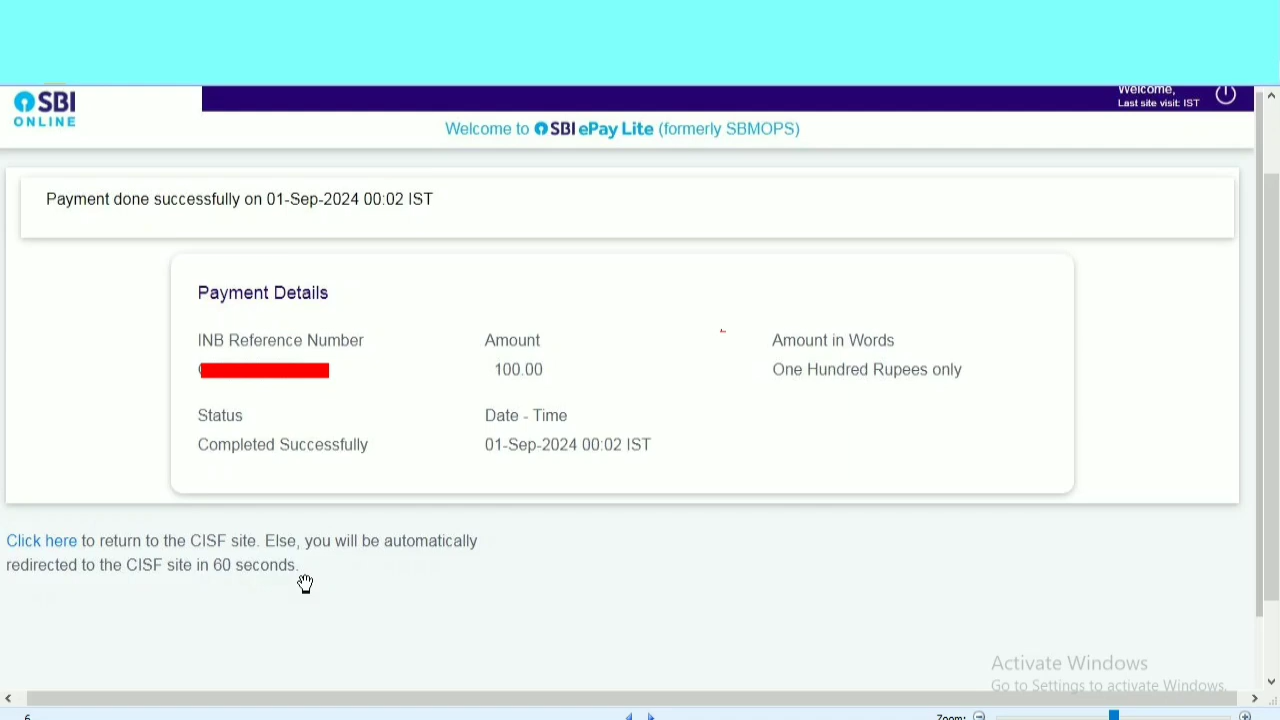 SBI
ONLINE
Welcome,
Last site visit: IST
Welcome to SBI ePay Lite (formerly SBMOPS)
Payment done successfully on 01-Sep-2024 00:02 IST
Payment Details
INB Reference Number Amount Amount in Words
100.00 One Hundred Rupees only
Status Date - Time
Completed Successfully 01-Sep-2024 00:02 IST
Click here to return to the CISF site. Else, you will be automatically
redirected to the CISF site in 60 seconds.
Activate Windows
Go to Settings to activate Windows.
6 Zoom: